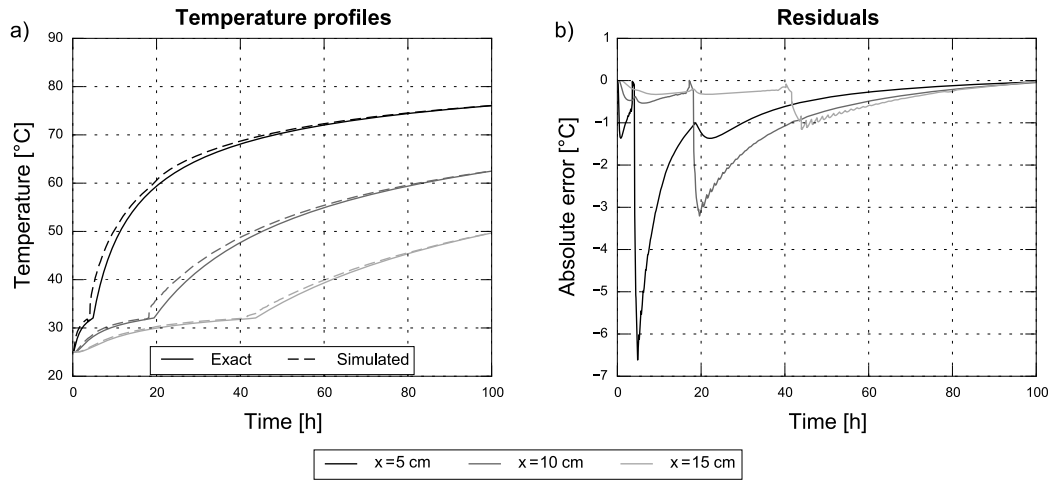 Temperature profiles
a)
90
80
70
60
50
40
30
20
Temperature [°C]
Exact
Simulated
0
20
40
60
80
100
Time [h]
Residuals
b)
1
0
−1
−2
−3
−4
−5
−6
−7
Absolute error [°C]
0
20
40
60
80
100
Time [h]
x=5 cm
x=10 cm
x=15 cm